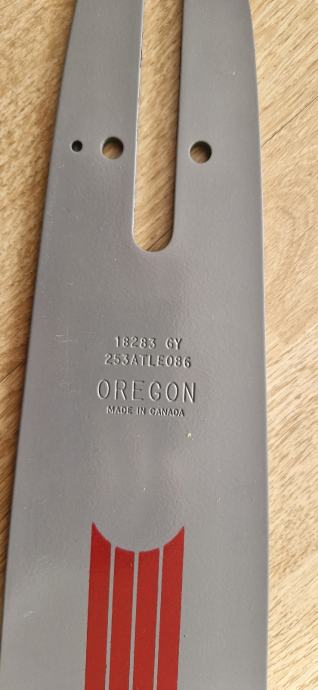 18283 GY
253ATLE086
OREGON
MADE IN CANADA